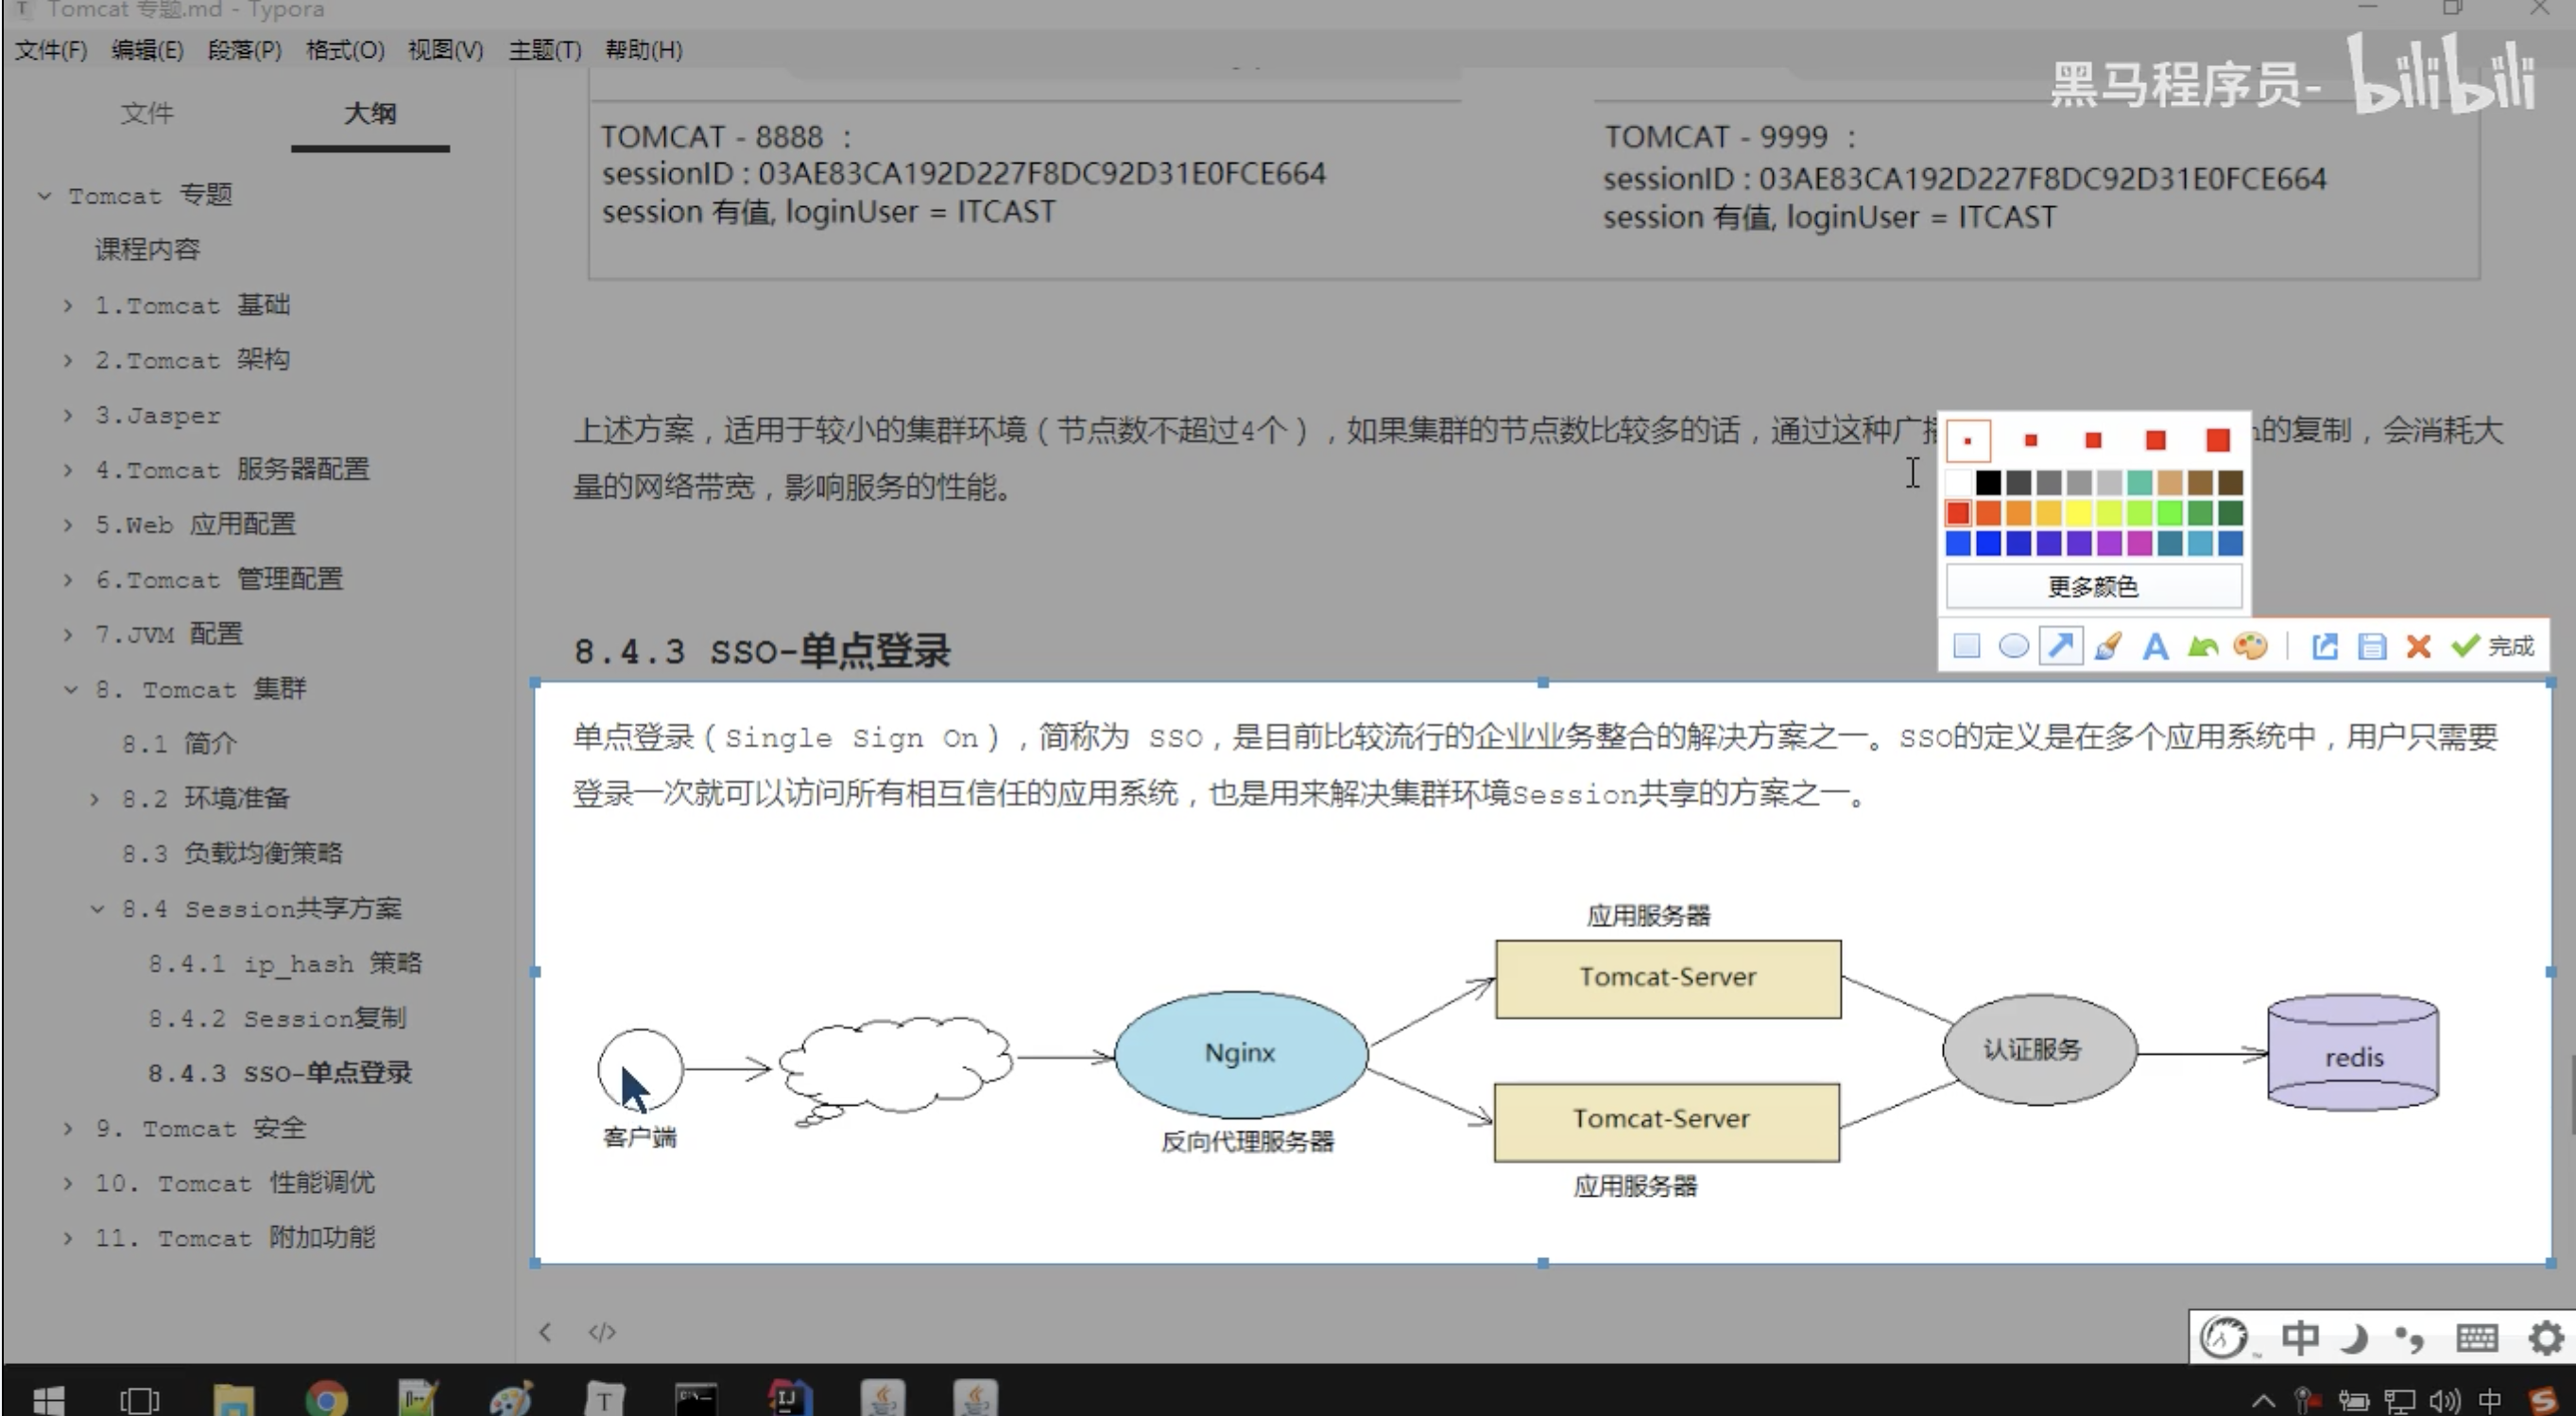 Tomcat 专题.md - Typora
文件(F) 编辑(E) 段落(P) 格式(O) 视图(V) 主题(T) 帮助(H)
黑马程序员- bilibili
文件 大纲
Tomcat 专题
课程内容
1.Tomcat 基础
2.Tomcat 架构
3.Jasper
4.Tomcat 服务器配置
5.Web 应用配置
6.Tomcat 管理配置
7.JVM 配置
8. Tomcat 集群
8.1 简介
8.2 环境准备
8.3 负载均衡策略
8.4 Session共享方案
8.4.1 ip_hash 策略
8.4.2 Session复制
8.4.3 SSO-单点登录
9. Tomcat 安全
10. Tomcat 性能调优
11. Tomcat 附加功能
TOMCAT - 8888 ：
sessionID : 03AE83CA192D227F8DC92D31E0FCE664
session 有值, loginUser = ITCAST
TOMCAT - 9999 ：
sessionID : 03AE83CA192D227F8DC92D31E0FCE664
session 有值, loginUser = ITCAST
上述方案，适用于较小的集群环境（节点数不超过4个），如果集群的节点数比较多的话，通过这种广 的复制，会消耗大
量的网络带宽，影响服务的性能。
更多颜色
A 完成
8.4.3 SSO-单点登录
单点登录（Single Sign On），简称为 SSO，是目前比较流行的企业业务整合的解决方案之一。SSO的定义是在多个应用系统中，用户只需要
登录一次就可以访问所有相互信任的应用系统，也是用来解决集群环境Session共享的方案之一。
应用服务器
Tomcat-Server
Nginx
认证服务
redis
Tomcat-Server
客户端
反向代理服务器
应用服务器
</>
中
中